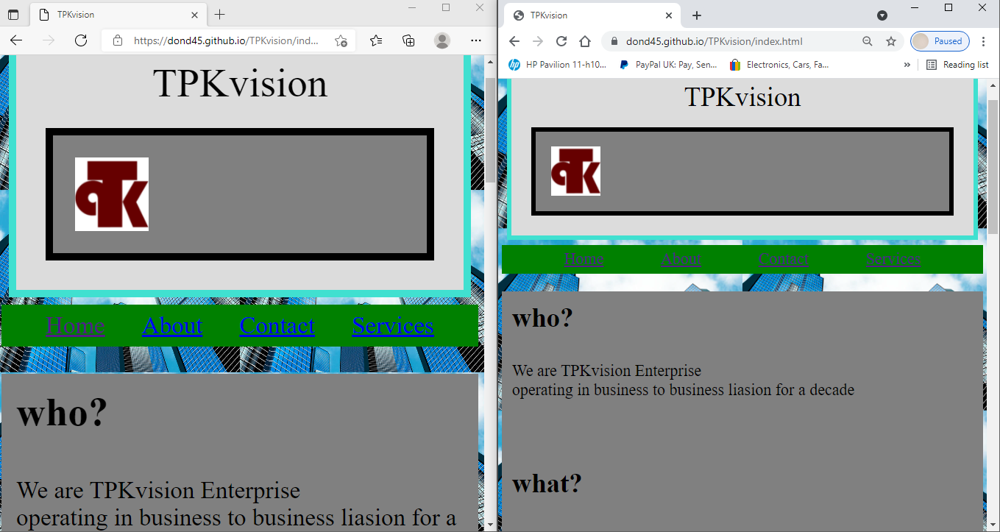 TPKvision
https://dond45.github.io/TPKvision/ind...
TPKvision
TPK
Home About Contact Services
who?
We are TPKvision Enterprise
operating in business to business liasion for a
TPKvision
dond45.github.io/TPKvision/index.html
Paused
HP Pavilion 11-h10... PayPal UK: Pay, Sen... Electronics, Cars, Fa... » Reading list
TPKvision
TPK
Home About Contact Services
who?
We are TPKvision Enterprise
operating in business to business liasion for a decade
what?